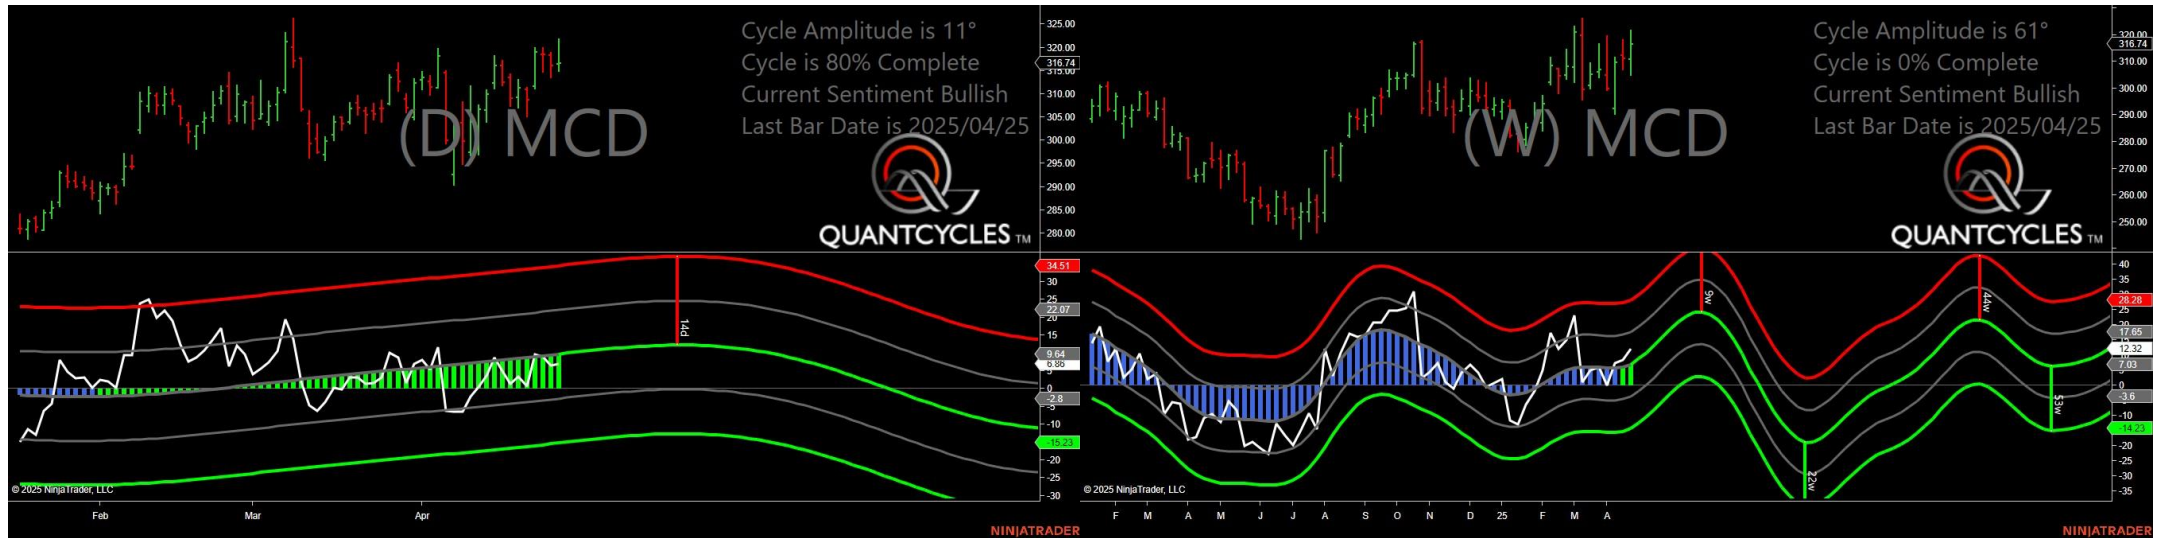 Cycle Amplitude is 11°
Cycle is 80% Complete
Current Sentiment Bullish
Last Bar Date is 2025/04/25
(D) MCD
QUANTCYCLES TM
325.00
320.00
316.74
315.00
310.00
305.00
300.00
295.00
290.00
285.00
280.00
34.51
30
25
22.07
20
15
9.64
6.86
5
0
-2.8
-5
-10
-15.23
-20
-25
-30
14d
© 2025 NinjaTrader, LLC
Feb Mar Apr
NINJATRADER
Cycle Amplitude is 61°
Cycle is 0% Complete
Current Sentiment Bullish
Last Bar Date is 2025/04/25
(W) MCD
QUANTCYCLES TM
320.00
316.74
310.00
300.00
290.00
280.00
270.00
260.00
250.00
40
35
28.28
17.65
12.32
7.03
0
-3.6
-10
-14.23
-20
-25
-30
-35
9w
22w
44w
53w
© 2025 NinjaTrader, LLC
F M A M J J A S O N D 25 F M A
NINJATRADER